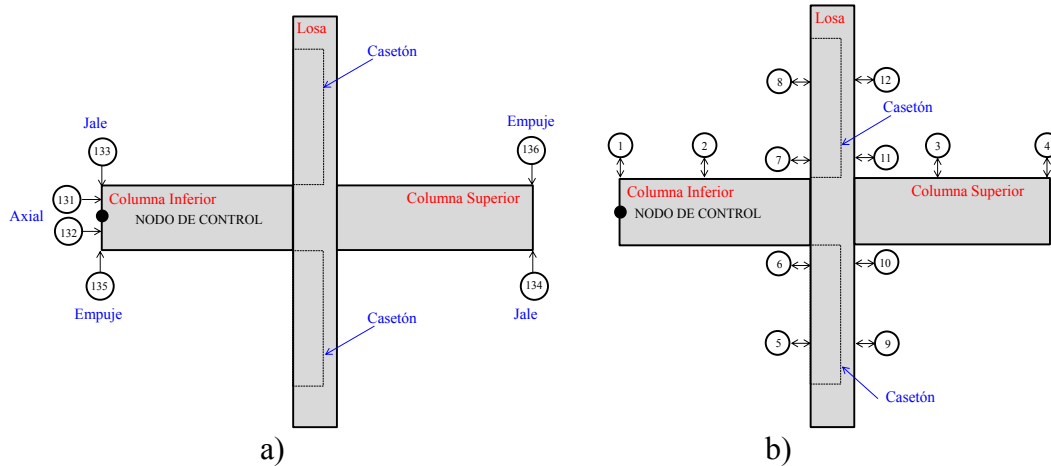 Losa
Casetón
Jale
133
Empuje
136
131
Columna Inferior
Columna Superior
Axial
NODO DE CONTROL
132
135
134
Empuje
Jale
Casetón
a)
Losa
8
12
Casetón
1
2
7
11
3
4
Columna Inferior
Columna Superior
NODO DE CONTROL
6
10
5
9
Casetón
b)